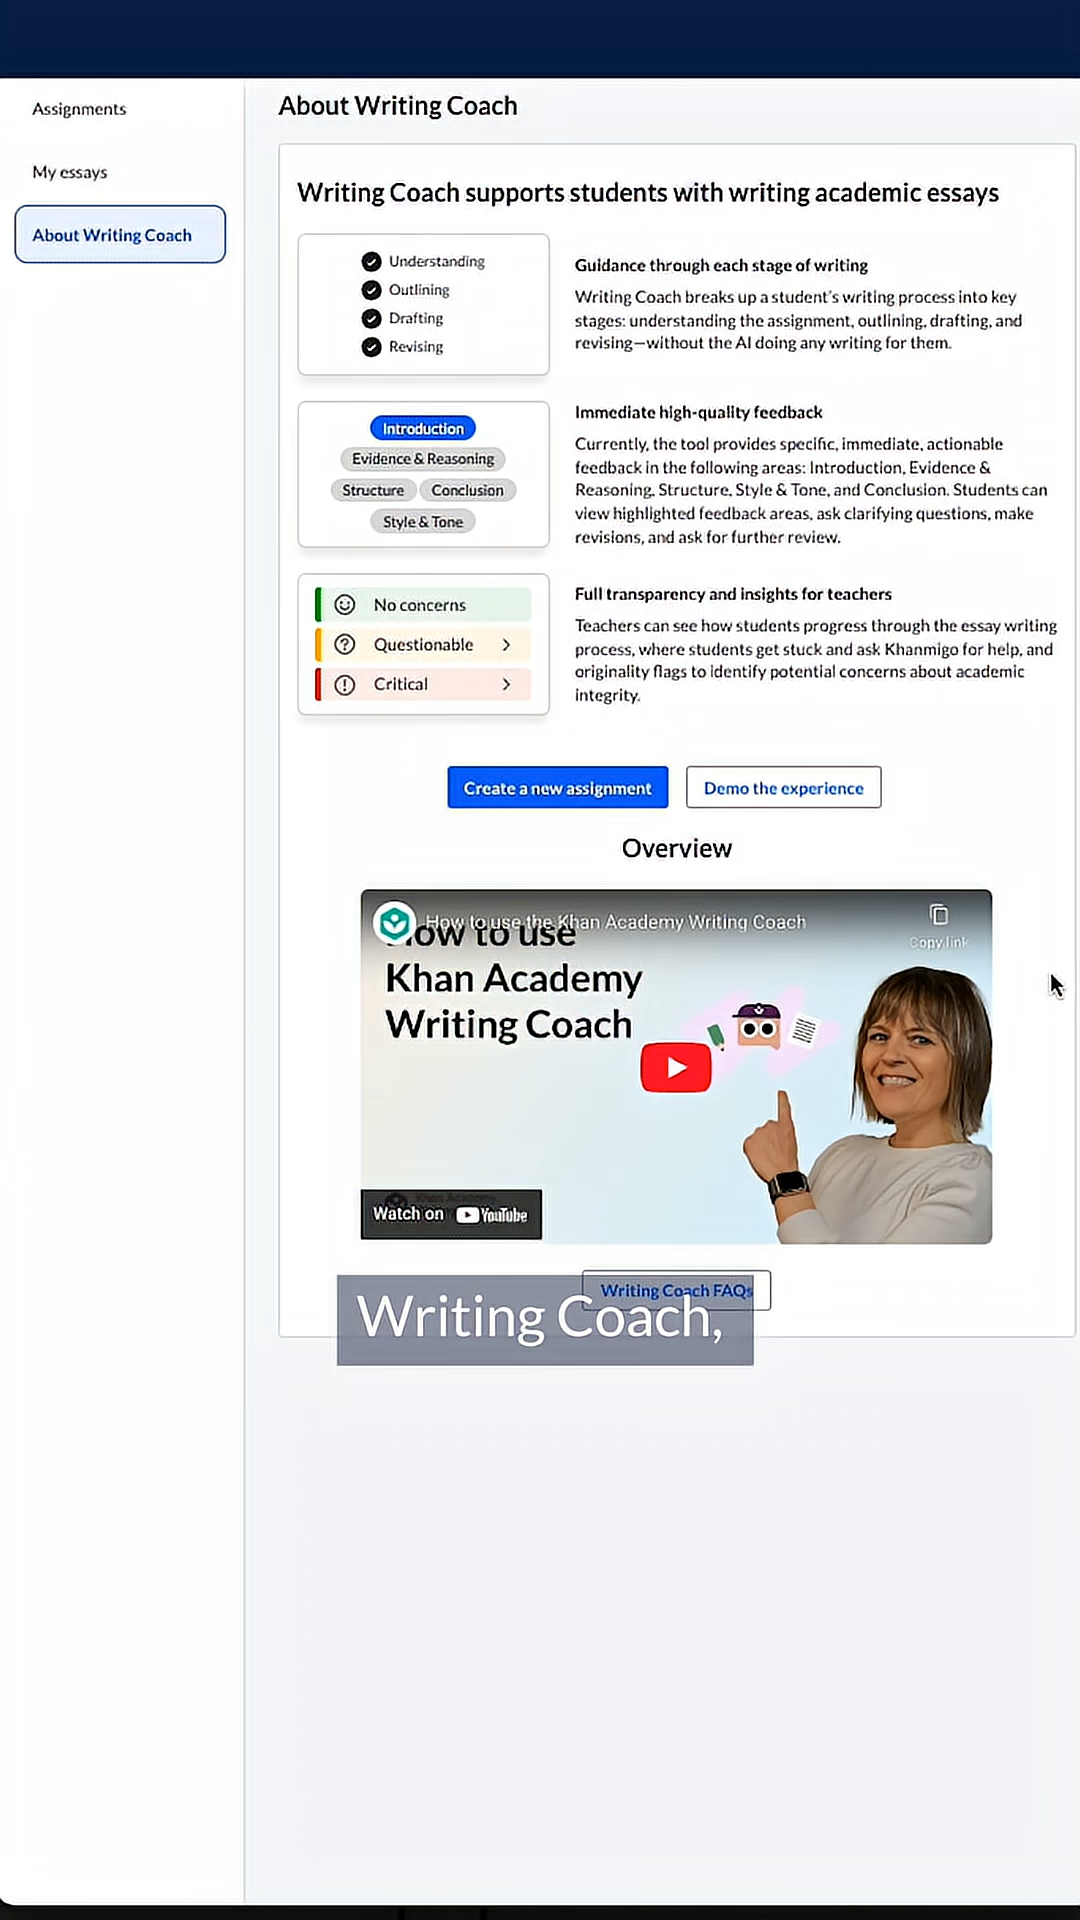 Assignments
My essays
About Writing Coach
About Writing Coach
Writing Coach supports students with writing academic essays
Understanding
Outlining
Drafting
Revising
Guidance through each stage of writing
Writing Coach breaks up a student's writing process into key
stages: understanding the assignment, outlining, drafting, and
revising—without the AI doing any writing for them.
Introduction
Evidence & Reasoning
Structure
Conclusion
Style & Tone
Immediate high-quality feedback
Currently, the tool provides specific, immediate, actionable
feedback in the following areas: Introduction, Evidence &
Reasoning, Structure, Style & Tone, and Conclusion. Students can
view highlighted feedback areas, ask clarifying questions, make
revisions, and ask for further review.
No concerns
Questionable
Critical
Full transparency and insights for teachers
Teachers can see how students progress through the essay writing
process, where students get stuck and ask Khanmigo for help, and
originality flags to identify potential concerns about academic
integrity.
Create a new assignment
Demo the experience
Overview
How to use the Khan Academy Writing Coach
Copy link
How to use
Khan Academy
Writing Coach
Watch on YouTube
Writing Coach FAQs
Writing Coach,